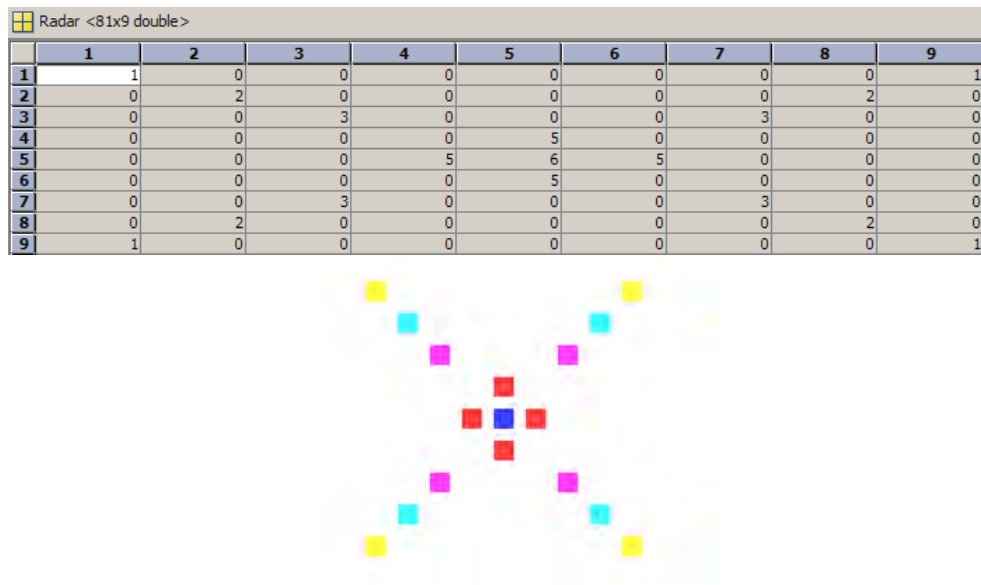 Radar <81x9 double>
1 2 3 4 5 6 7 8 9
1 1 0 0 0 0 0 0 0 1
2 0 2 0 0 0 0 0 2 0
3 0 0 3 0 0 0 3 0 0
4 0 0 0 0 5 0 0 0 0
5 0 0 0 5 6 5 0 0 0
6 0 0 0 0 5 0 0 0 0
7 0 0 3 0 0 0 3 0 0
8 0 2 0 0 0 0 0 2 0
9 1 0 0 0 0 0 0 0 1